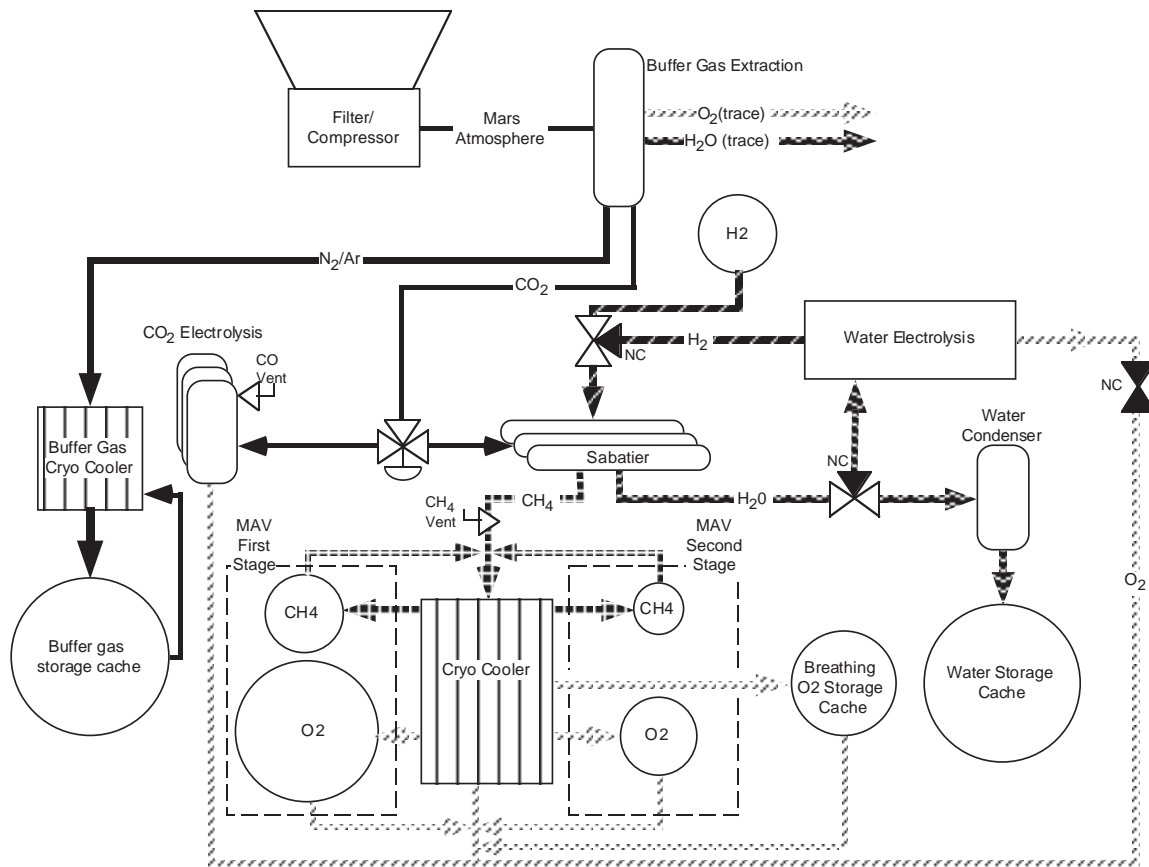 Buffer Gas Extraction
Filter/
Compressor
Mars
Atmosphere
O2(trace)
H2O (trace)
H2
N2/Ar
CO2
CO2 Electrolysis
CO
Vent
NC
H2
Water Electrolysis
NC
Buffer Gas
Cryo Cooler
Water
Condenser
Sabatier
NC
CH4
Vent
CH4
H20
MAV
First
Stage
MAV
Second
Stage
O2
CH4
CH4
Buffer gas
storage cache
Cryo Cooler
Breathing
O2 Storage
Cache
Water Storage
Cache
O2
O2